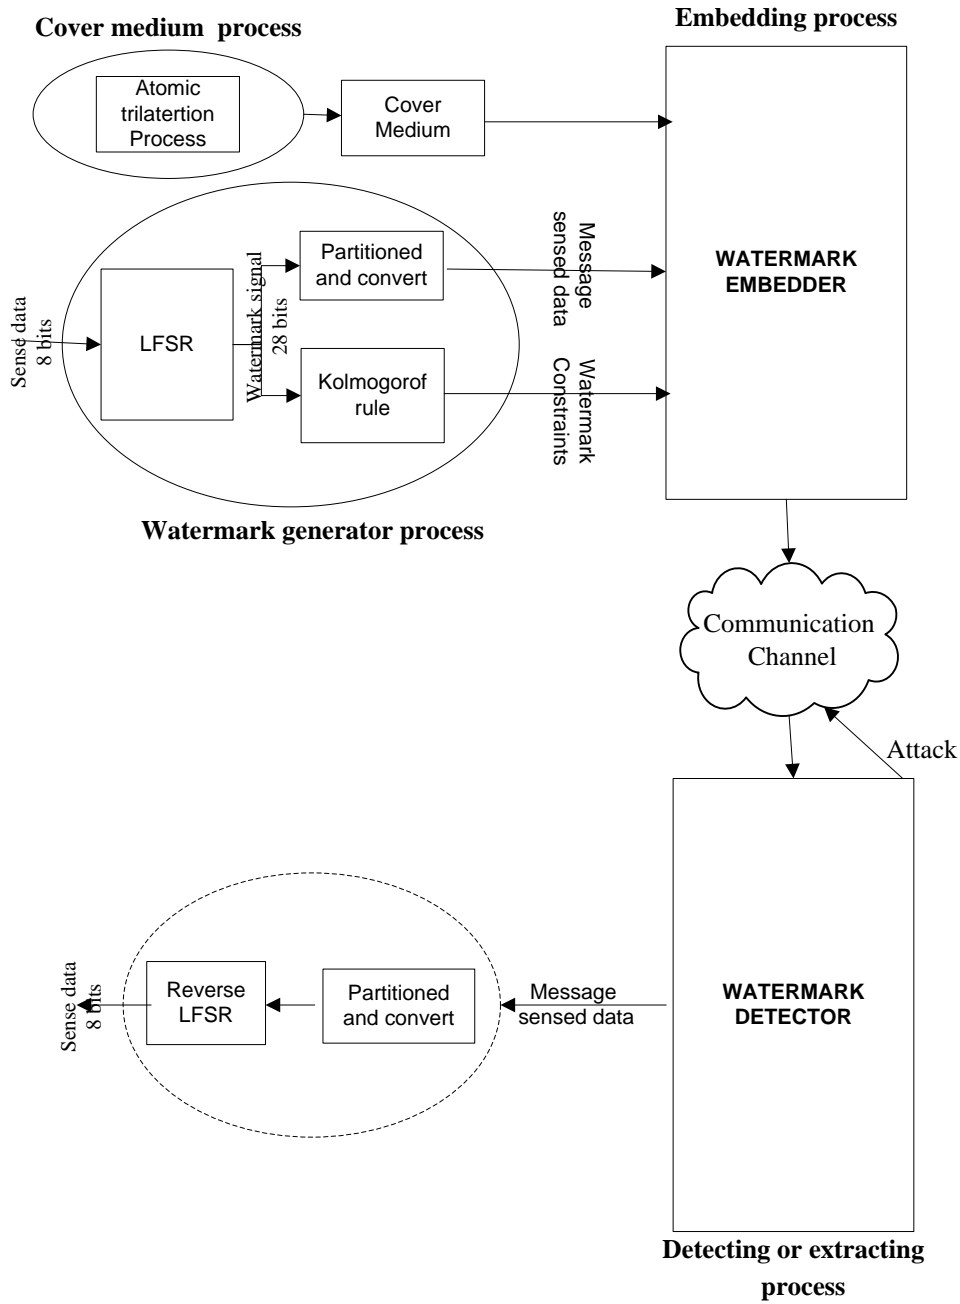 Embedding process
Cover medium process
Atomic
trilatertion
Process
Cover
Medium
WATERMARK
EMBEDDER
Message
sensed data
Partitioned
and convert
Watermark signal
28 bits
LFSR
Sense data
8 bits
Kolmogorof
rule
Watermark
Constraints
Watermark generator process
Communication
Channel
Attack
WATERMARK
DETECTOR
Message
sensed data
Partitioned
and convert
Reverse
LFSR
Sense data
8 bits
Detecting or extracting
process